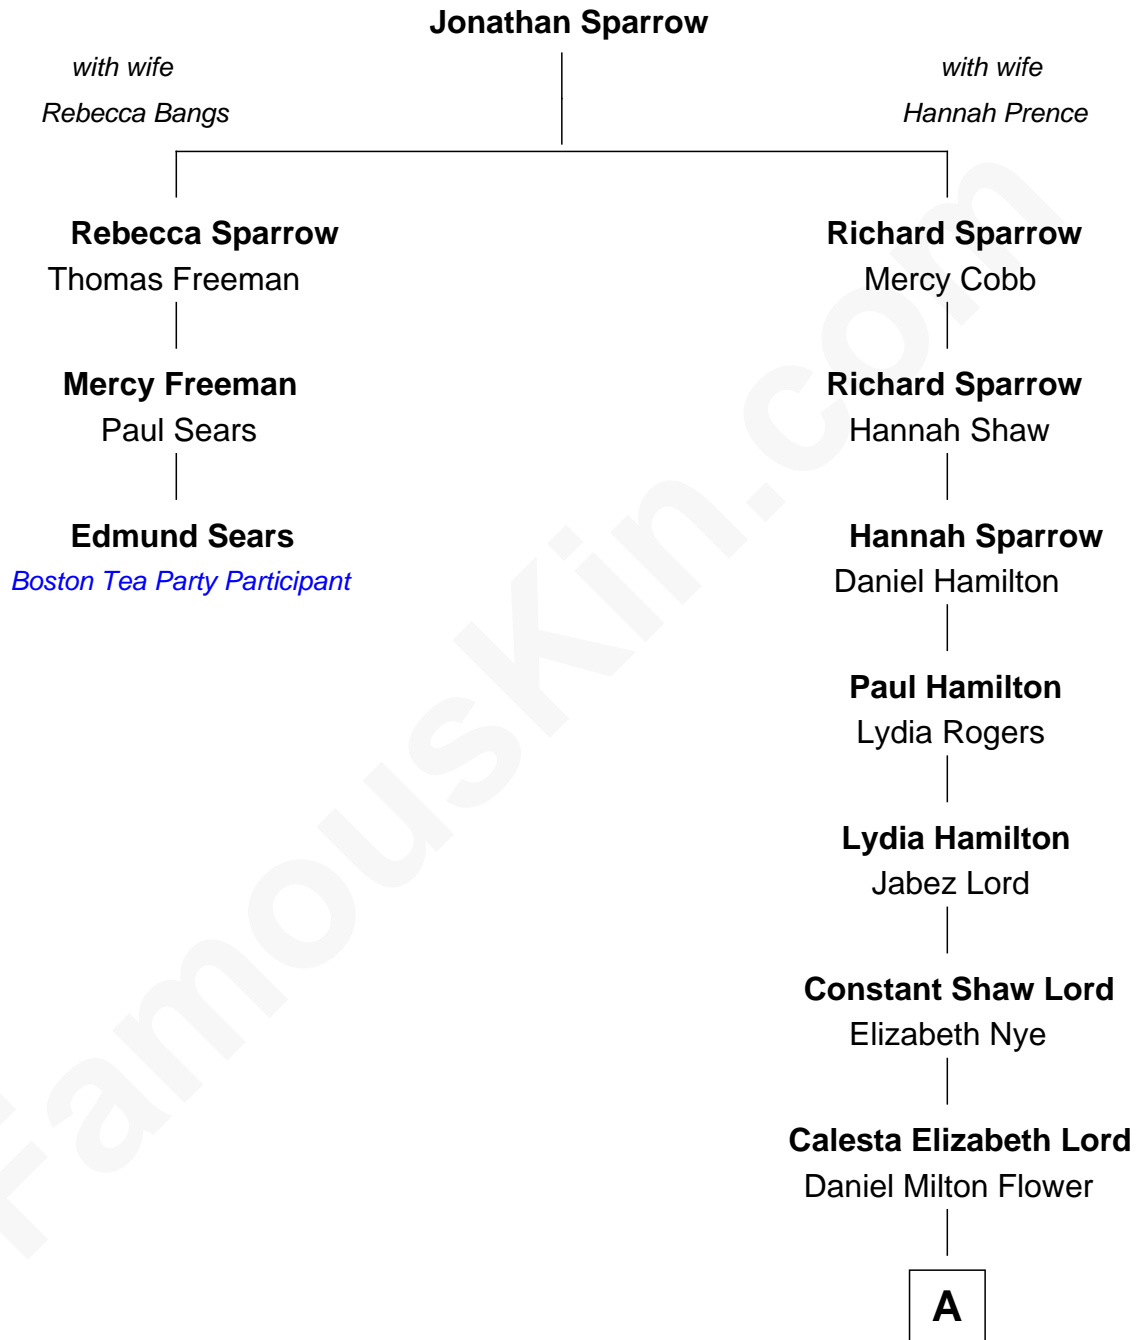 Jonathan Sparrow
with wife
Rebecca Bangs
with wife
Hannah Prence
Rebecca Sparrow
Thomas Freeman
Mercy Freeman
Paul Sears
Edmund Sears
Boston Tea Party Participant
Richard Sparrow
Mercy Cobb
Richard Sparrow
Hannah Shaw
Hannah Sparrow
Daniel Hamilton
Paul Hamilton
Lydia Rogers
Lydia Hamilton
Jabez Lord
Constant Shaw Lord
Elizabeth Nye
Calesta Elizabeth Lord
Daniel Milton Flower
A
FamousKin.com